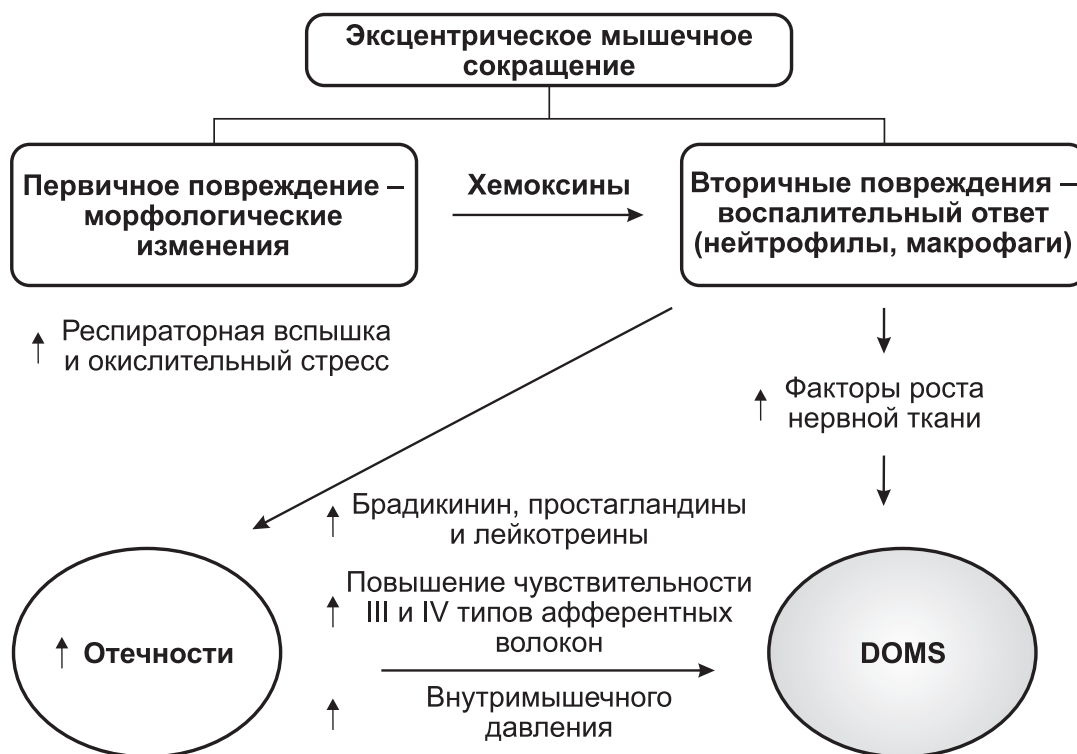 Эксцентрическое мышечное
сокращение
Первичное повреждение –
морфологические
изменения
Хемоксины
Вторичные повреждения –
воспалительный ответ
(нейтрофилы, макрофаги)
↑ Респираторная вспышка
и окислительный стресс
↑ Факторы роста
нервной ткани
↑ Брадикинин, простагландины
и лейкотреины
↑ Повышение чувствительности
III и IV типов афферентных
волокон
↑ Внутримышечного
давления
↑ Отечности
DOMS